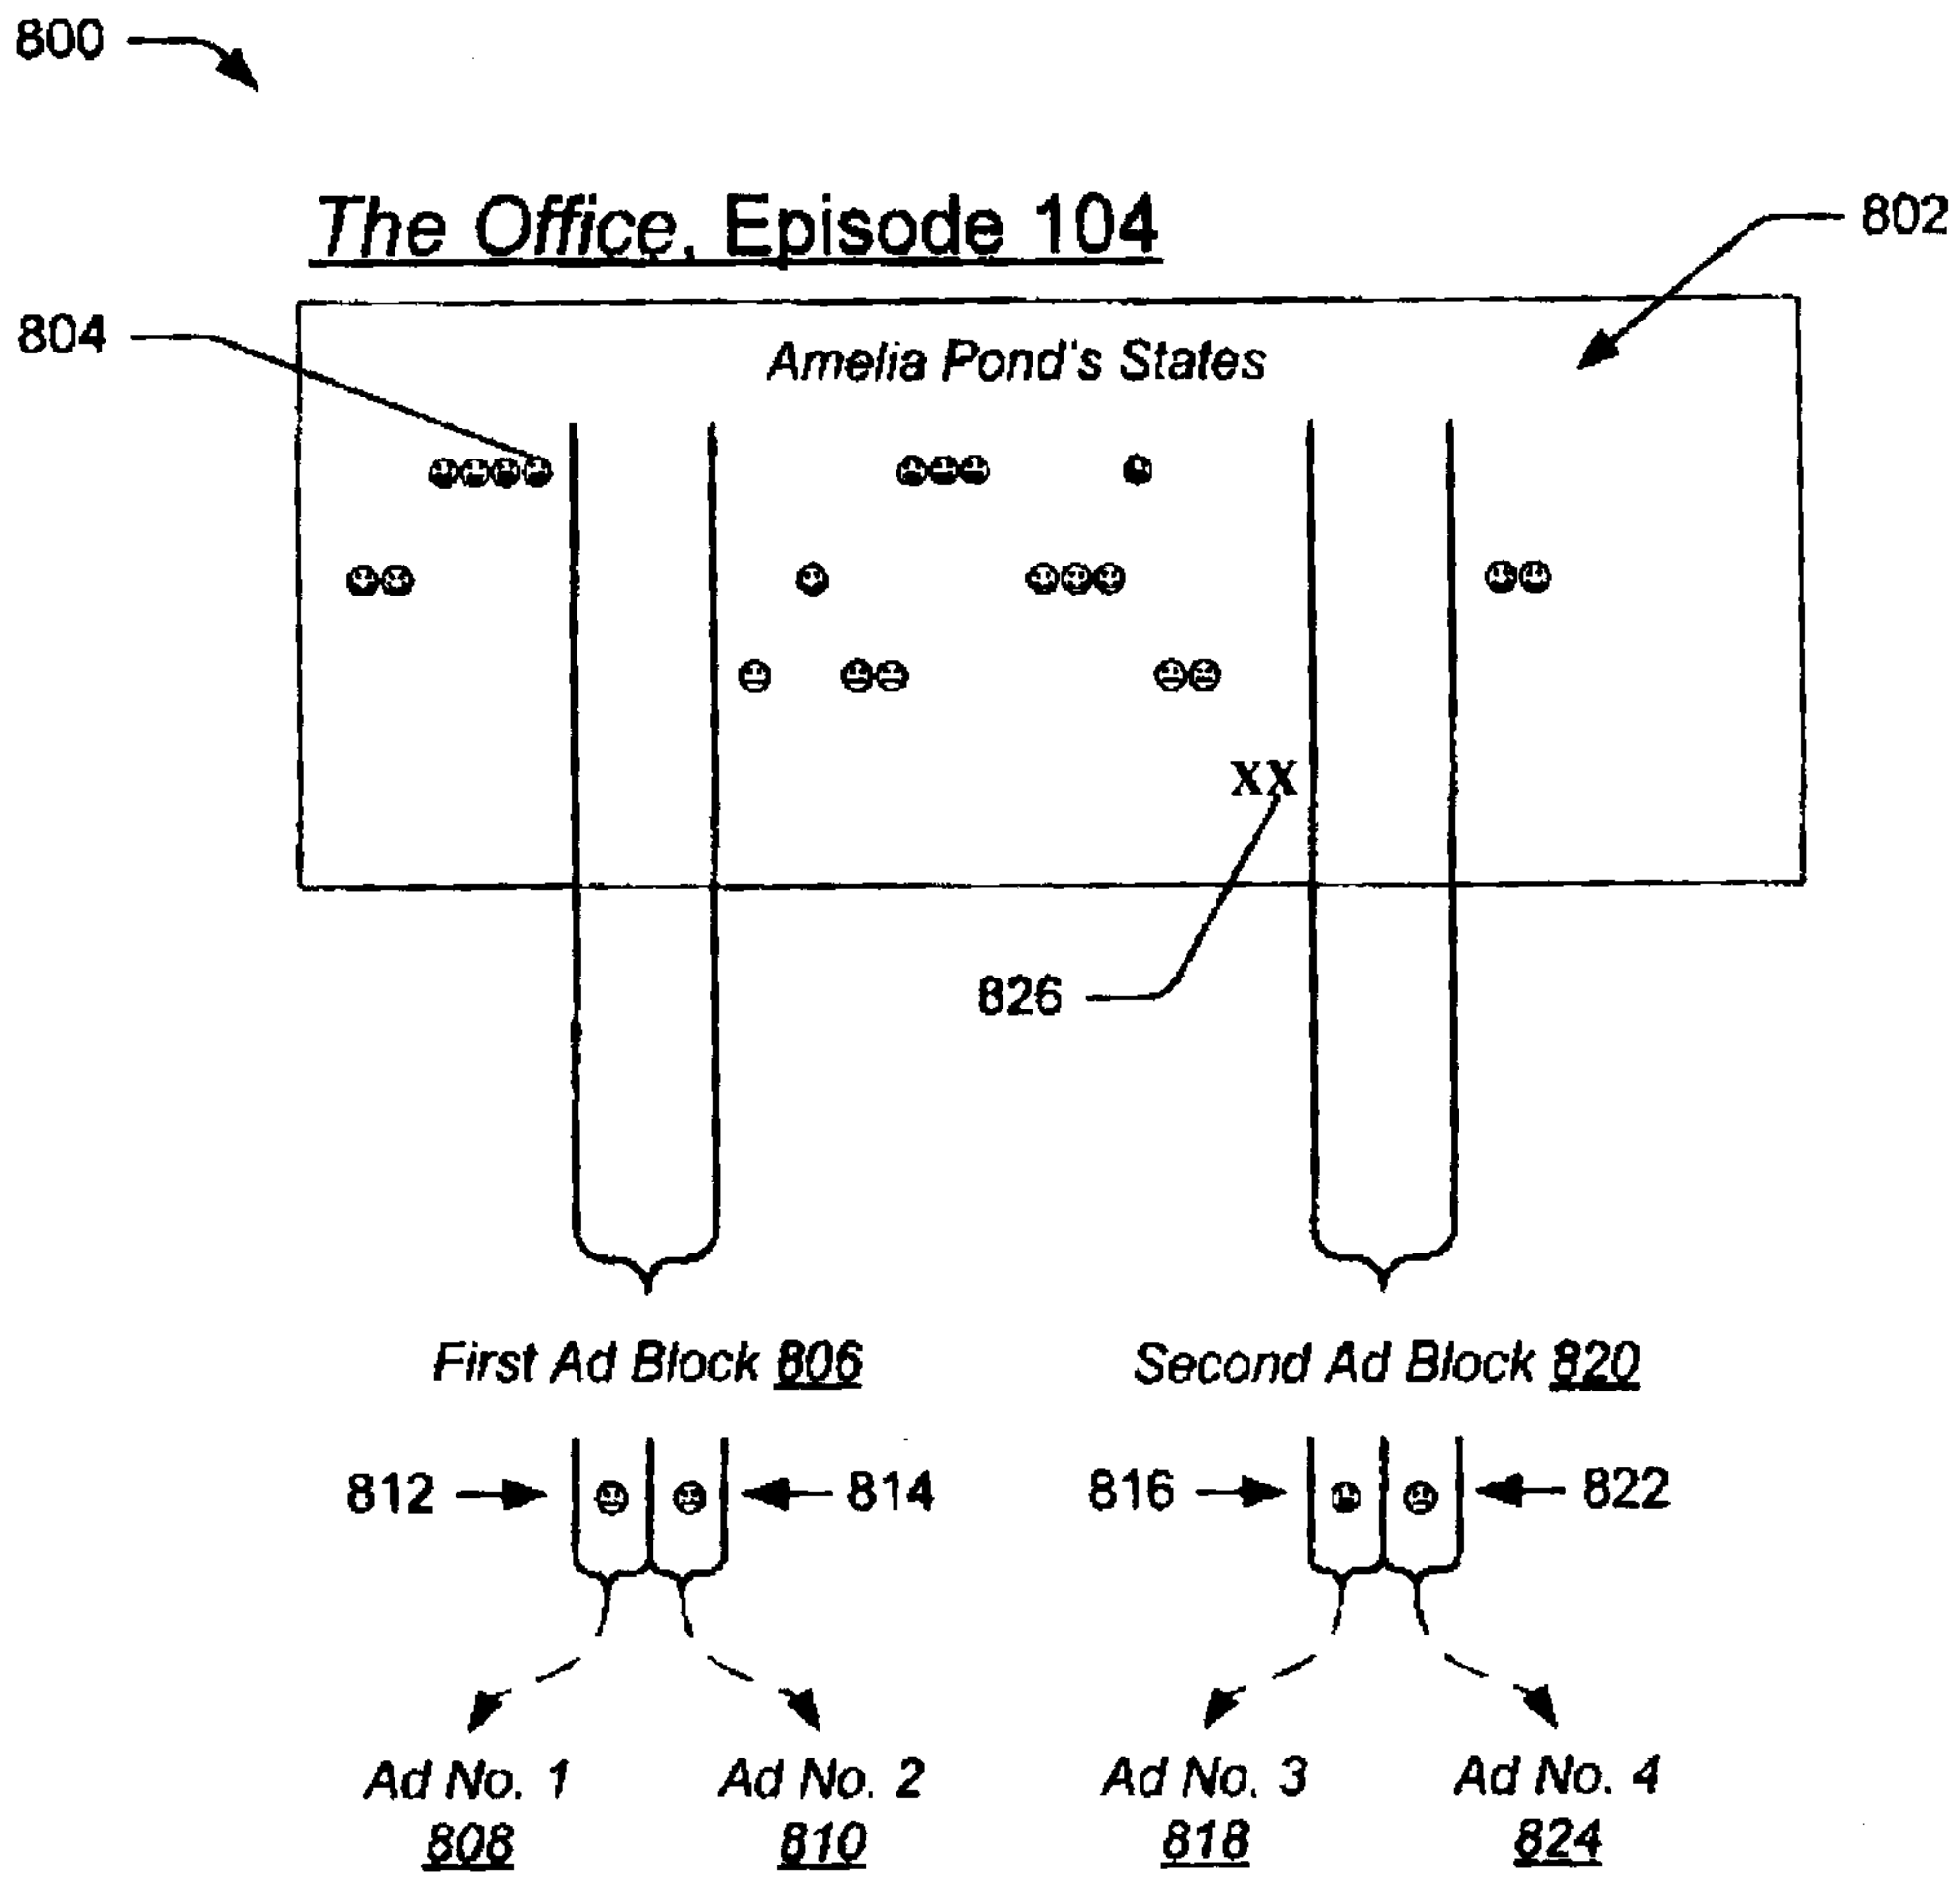 800
The Office, Episode 104
802
804
Amelia Pond's States
XX
826
First Ad Block 806
Second Ad Block 820
812
814
816
822
Ad No. 1
808
Ad No. 2
810
Ad No. 3
818
Ad No. 4
824